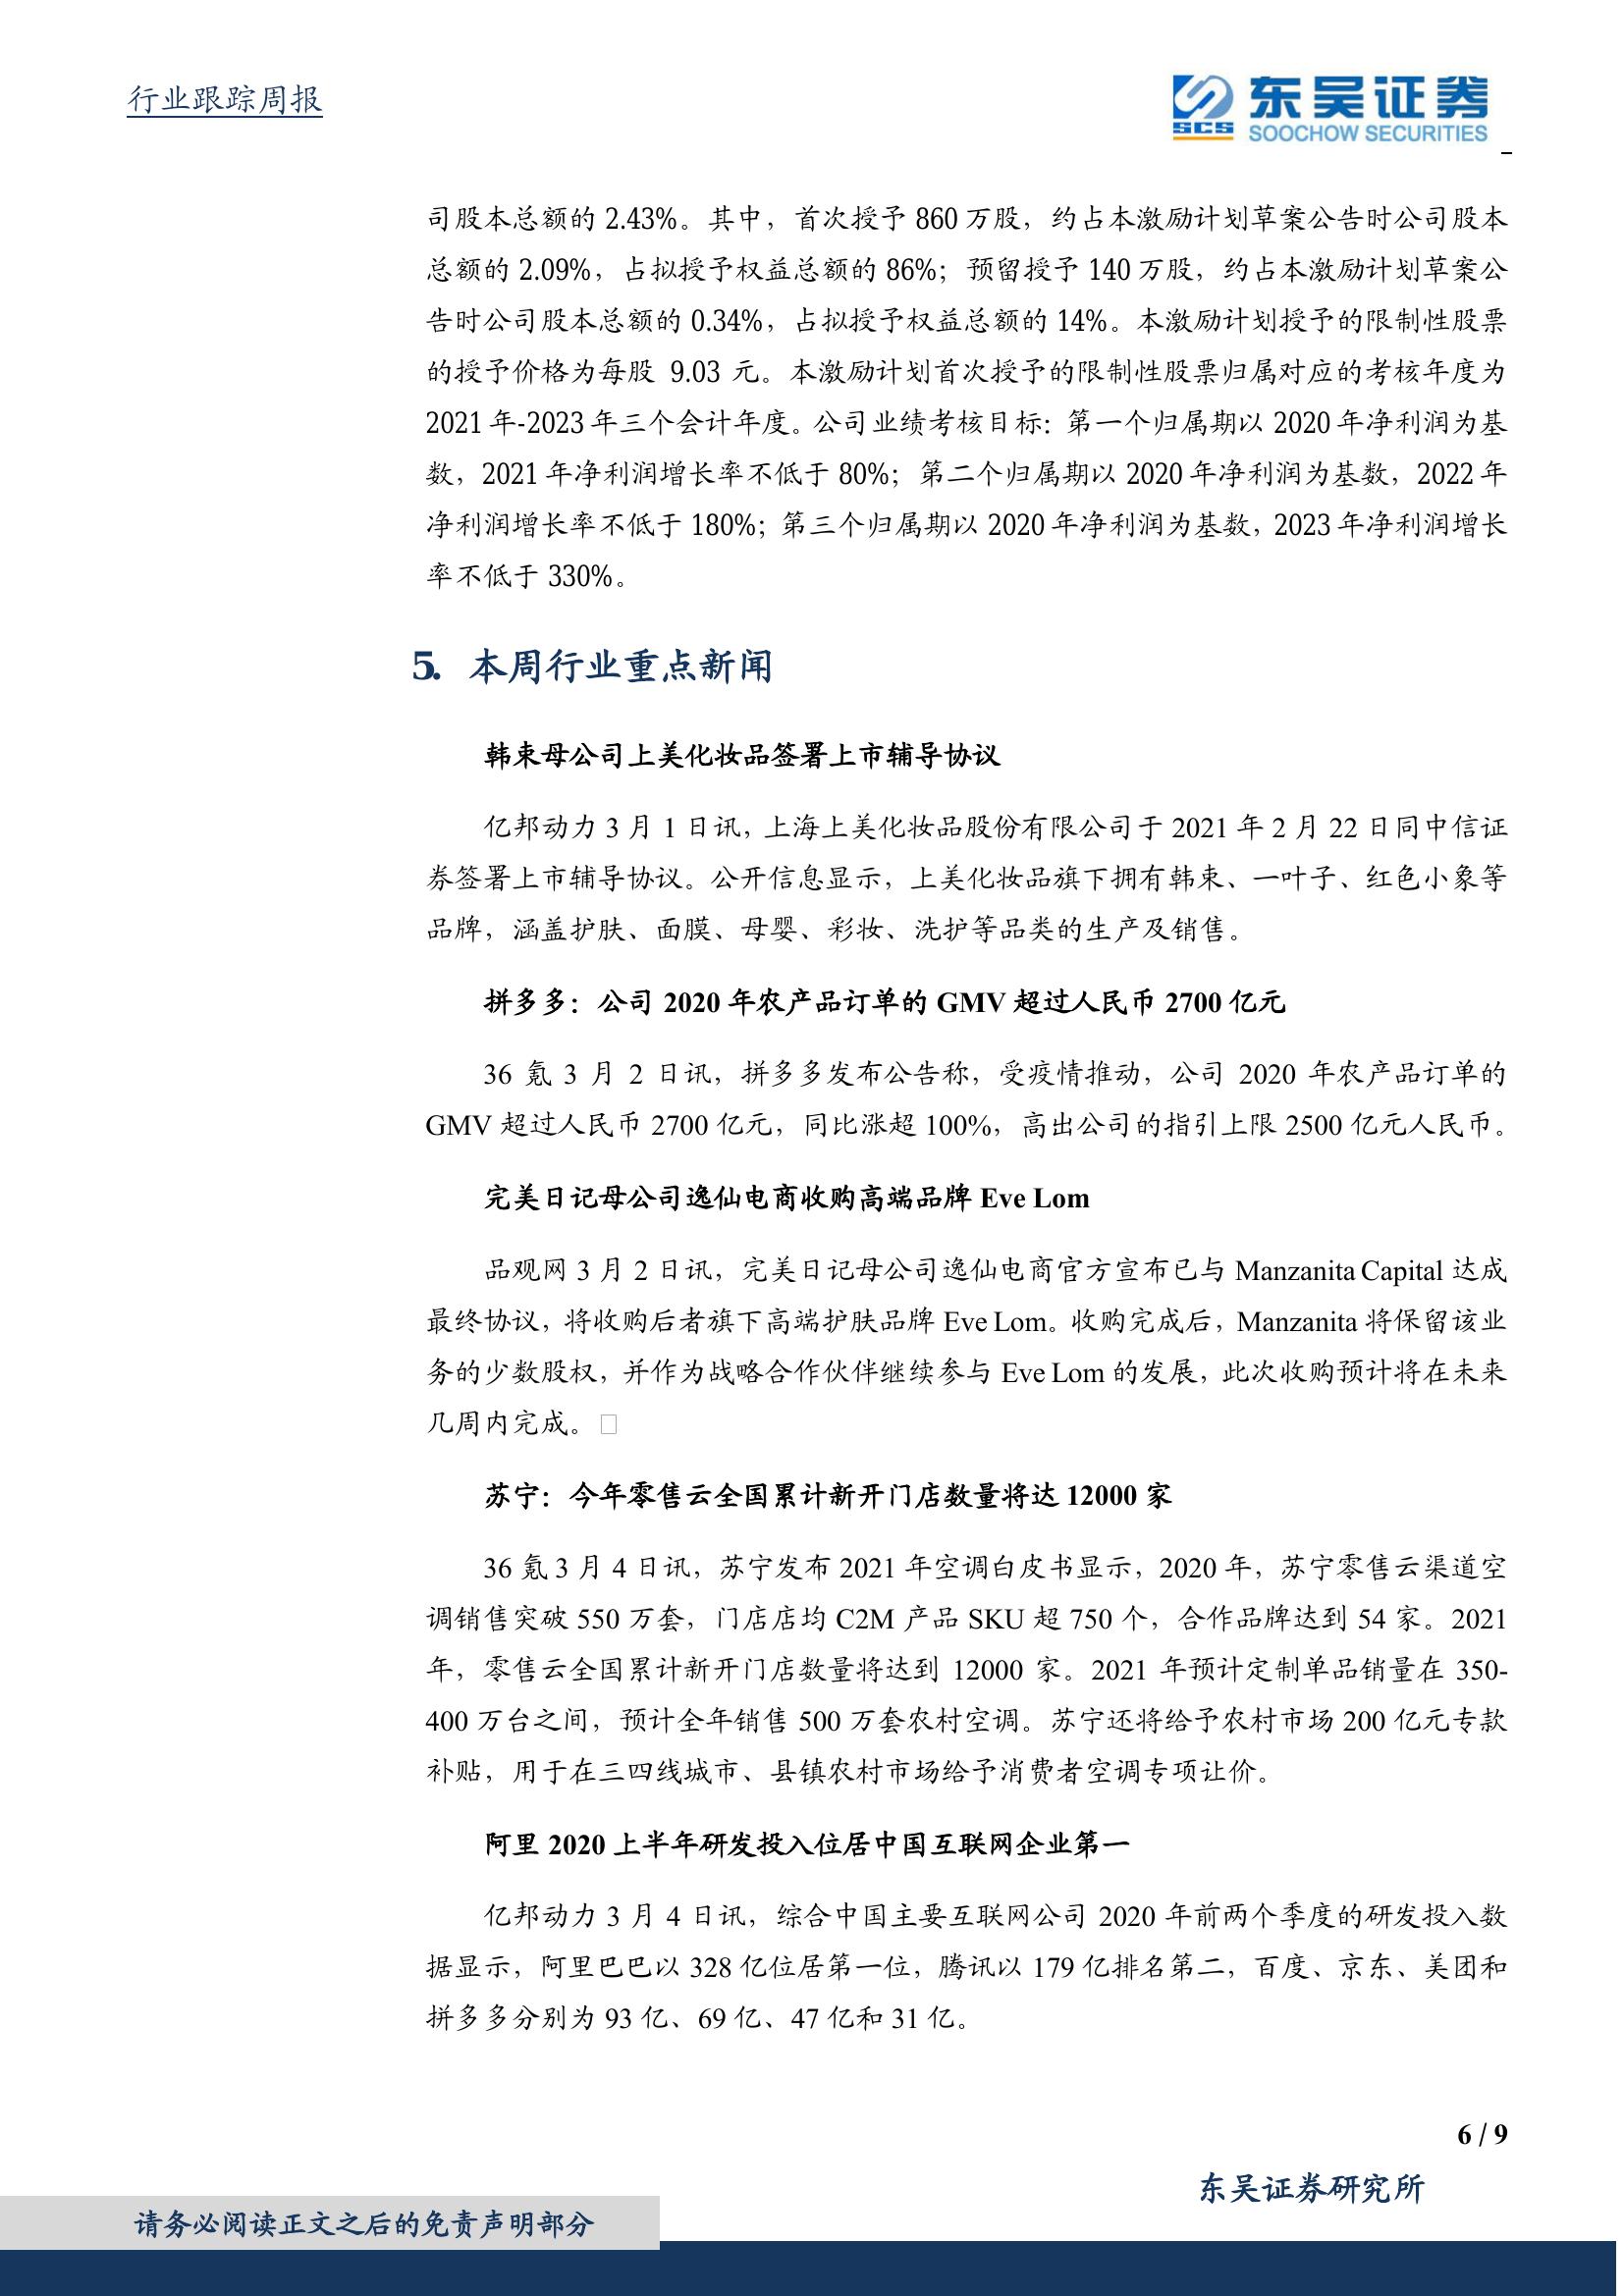 行业跟踪周报
SCS
东吴证券
SOOCHOW SECURITIES
司股本总额的 2.43%。其中，首次授予 860 万股，约占本激励计划草案公告时公司股本
总额的 2.09%，占拟授予权益总额的 86%；预留授予 140 万股，约占本激励计划草案公
告时公司股本总额的 0.34%，占拟授予权益总额的 14%。本激励计划授予的限制性股票
的授予价格为每股 9.03 元。本激励计划首次授予的限制性股票归属对应的考核年度为
2021 年-2023 年三个会计年度。公司业绩考核目标：第一个归属期以 2020 年净利润为基
数，2021 年净利润增长率不低于 80%；第二个归属期以 2020 年净利润为基数，2022 年
净利润增长率不低于 180%；第三个归属期以 2020 年净利润为基数，2023 年净利润增长
率不低于 330%。
5. 本周行业重点新闻
韩束母公司上美化妆品签署上市辅导协议
亿邦动力 3 月 1 日讯，上海上美化妆品股份有限公司于 2021 年 2 月 22 日同中信证
券签署上市辅导协议。公开信息显示，上美化妆品旗下拥有韩束、一叶子、红色小象等
品牌，涵盖护肤、面膜、母婴、彩妆、洗护等品类的生产及销售。
拼多多：公司 2020 年农产品订单的 GMV 超过人民币 2700 亿元
36 氪 3 月 2 日讯，拼多多发布公告称，受疫情推动，公司 2020 年农产品订单的
GMV 超过人民币 2700 亿元，同比涨超 100%，高出公司的指引上限 2500 亿元人民币。
完美日记母公司逸仙电商收购高端品牌 Eve Lom
品观网 3 月 2 日讯，完美日记母公司逸仙电商官方宣布已与 Manzanita Capital 达成
最终协议，将收购后者旗下高端护肤品牌 Eve Lom。收购完成后，Manzanita 将保留该业
务的少数股权，并作为战略合作伙伴继续参与 Eve Lom 的发展，此次收购预计将在未来
几周内完成。
苏宁：今年零售云全国累计新开门店数量将达 12000 家
36 氪 3 月 4 日讯，苏宁发布 2021 年空调白皮书显示，2020 年，苏宁零售云渠道空
调销售突破 550 万套，门店店均 C2M 产品 SKU 超 750 个，合作品牌达到 54 家。2021
年，零售云全国累计新开门店数量将达到 12000 家。2021 年预计定制单品销量在 350-
400 万台之间，预计全年销售 500 万套农村空调。苏宁还将给予农村市场 200 亿元专款
补贴，用于在三四线城市、县镇农村市场给予消费者空调专项让价。
阿里 2020 上半年研发投入位居中国互联网企业第一
亿邦动力 3 月 4 日讯，综合中国主要互联网公司 2020 年前两个季度的研发投入数
据显示，阿里巴巴以 328 亿位居第一位，腾讯以 179 亿排名第二，百度、京东、美团和
拼多多分别为 93 亿、69 亿、47 亿和 31 亿。
6 / 9
东吴证券研究所
请务必阅读正文之后的免责声明部分